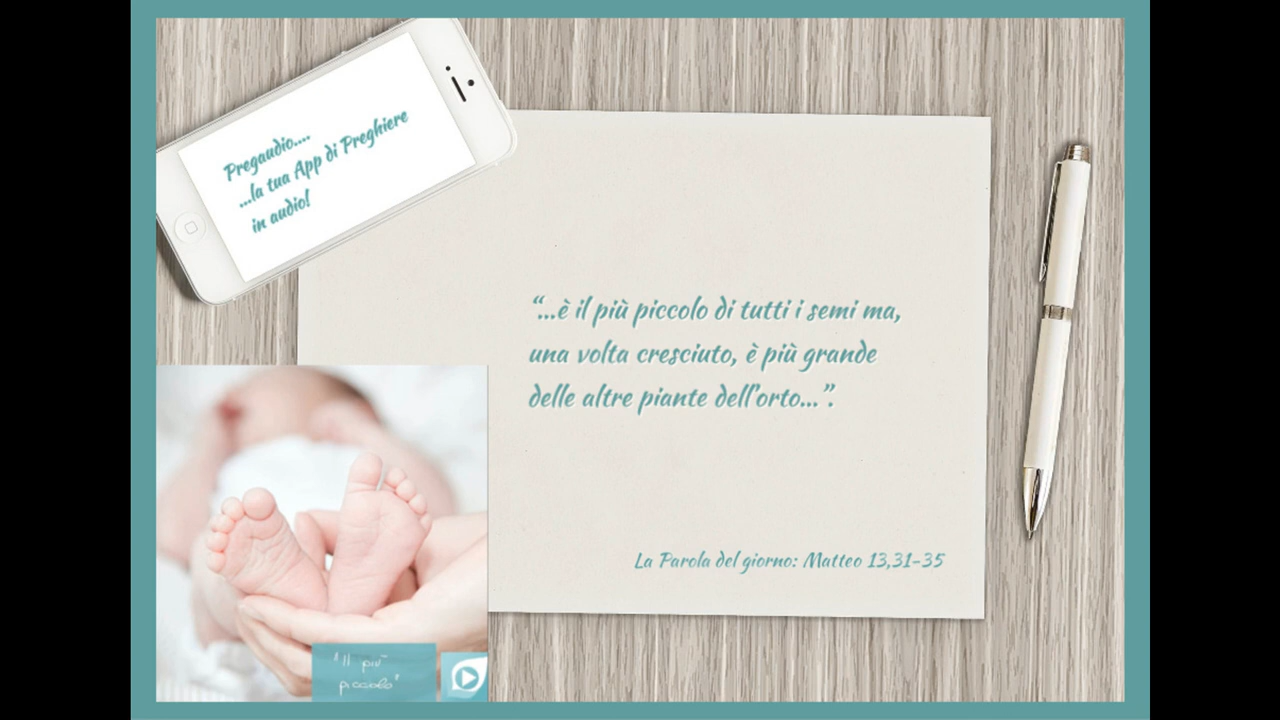 Pregaudio....
...la tua App di Preghiere
in audio!
“...è il più piccolo di tutti i semi ma,
una volta cresciuto, è più grande
delle altre piante dell'orto...”.
La Parola del giorno: Matteo 13,31-35
"Il più
piccolo"